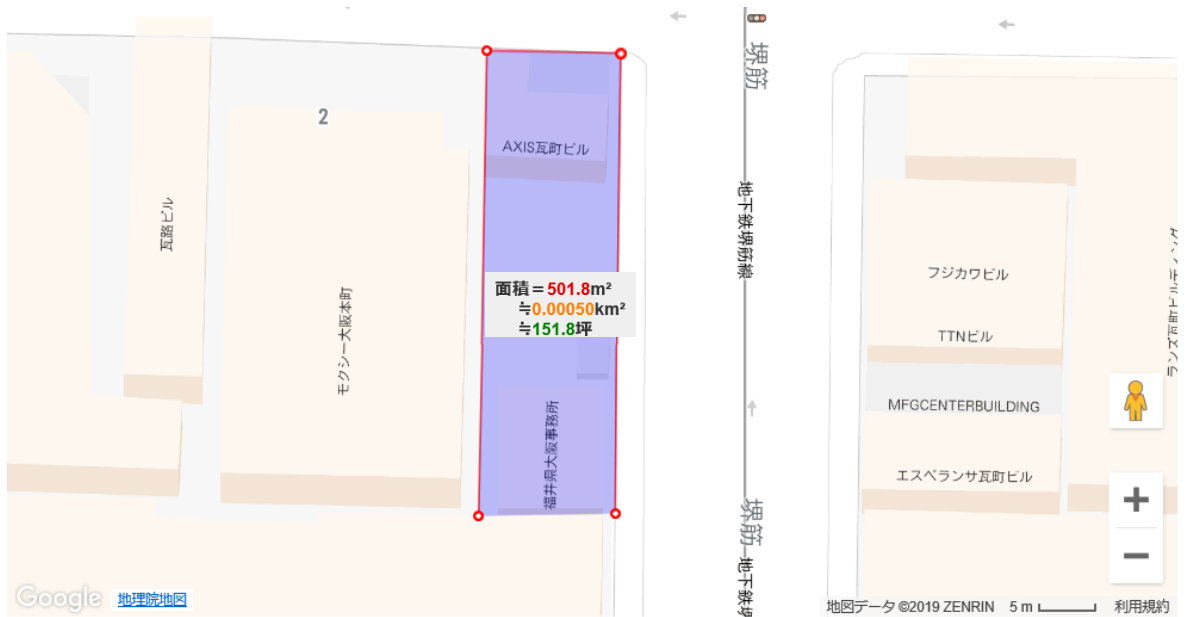 堺筋
2
AXIS瓦町ビル
瓦路ビル
モクシー大阪本町
地下鉄堺筋線
フジカワビル
面積＝501.8m²
≒0.00050km²
≒151.8坪
TTNビル
MFGCENTERBUILDING
福井県大阪事務所
エスペランサ瓦町ビル
ランズ瓦町ビルディング
堺筋
地下鉄堺
Google
地理院地図
地図データ ©2019 ZENRIN
5 m
利用規約